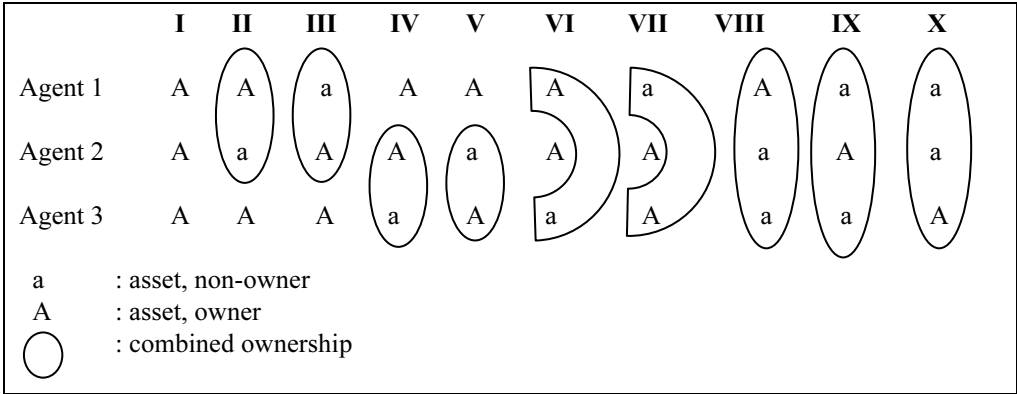 I II III IV V VI VII VIII IX X
Agent 1 A A a A A A a A a a
Agent 2 A a A A a A A a A a
Agent 3 A A A a A a A a a A
a : asset, non-owner
A : asset, owner
: combined ownership